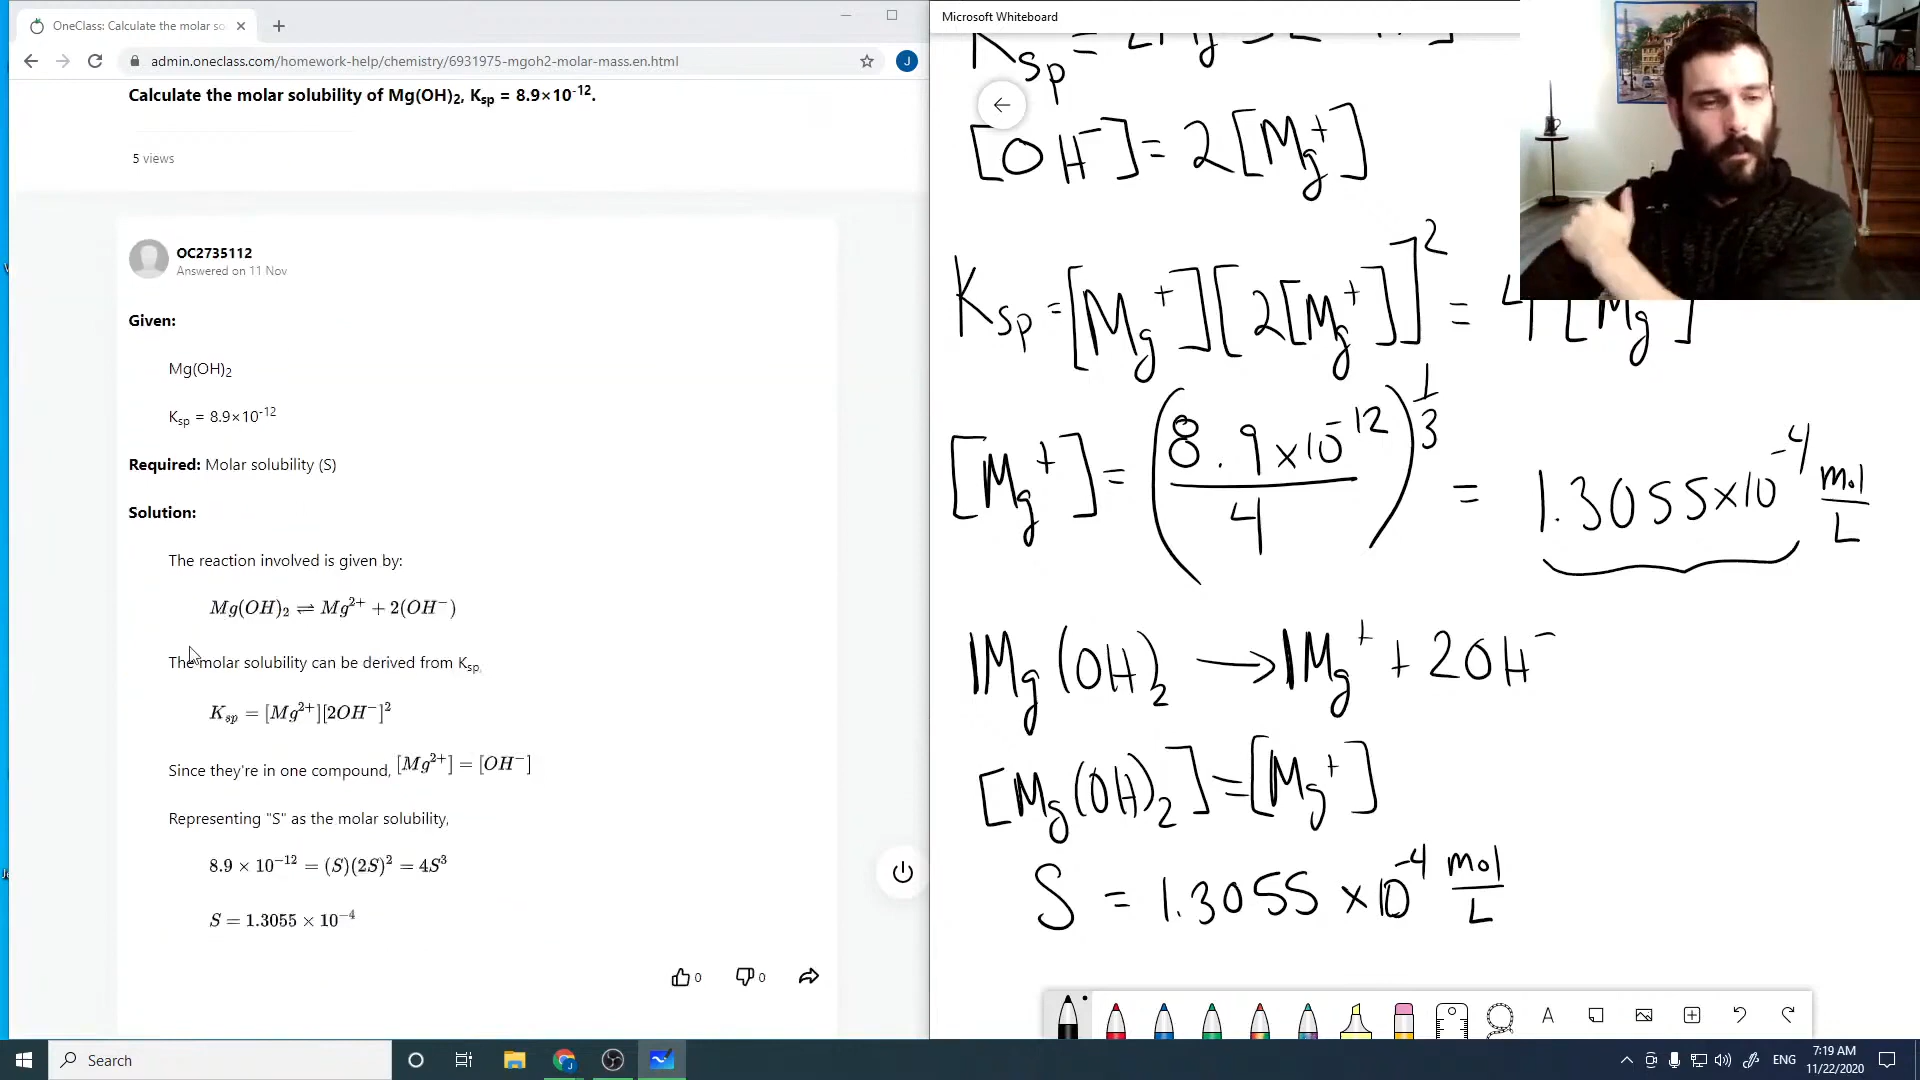 OneClass: Calculate the molar so
admin.oneclass.com/homework-help/chemistry/6931975-mgoh2-molar-mass.en.html
J
Calculate the molar solubility of Mg(OH)₂, Kₛₚ = 8.9×10⁻¹².
5 views
OC2735112
Answered on 11 Nov
Given:
Mg(OH)₂
Kₛₚ = 8.9×10⁻¹²
Required: Molar solubility (S)
Solution:
The reaction involved is given by:
Mg(OH)₂ ⇌ Mg²⁺ + 2(OH⁻)
The molar solubility can be derived from Kₛₚ,
Kₛₚ = [Mg²⁺][2OH⁻]²
Since they're in one compound, [Mg²⁺] = [OH⁻]
Representing "S" as the molar solubility,
8.9 × 10⁻¹² = (S)(2S)² = 4S³
S = 1.3055 × 10⁻⁴
0 0
Microsoft Whiteboard
[OH⁻] = 2[Mg⁺]
Kₛₚ = [Mg⁺][2[Mg⁺]]² = 4[Mg]
[Mg⁺] = (8.9×10⁻¹²/4)^1/3 = 1.3055×10⁻⁴ mol/L
1Mg(OH)₂ → 1Mg⁺ + 2OH⁻
[Mg(OH)₂] = [Mg⁺]
S = 1.3055 ×10⁻⁴ mol/L
A
Search
ENG
7:19 AM
11/22/2020